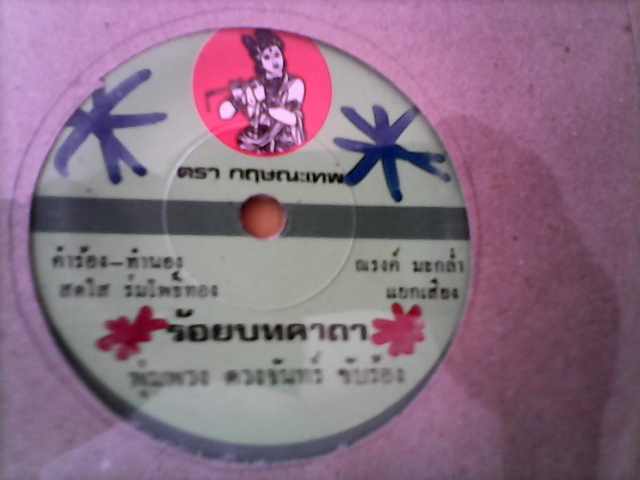 ตรา กฤษณะเทพ
คำร้อง-ทำนอง
สดใส ร่มโพธิ์ทอง
ณรงค์ มะกล่ำ
แยกเสียง
ร้อยบทคาถา
พุ่มพวง ดวงจันทร์ ขับร้อง